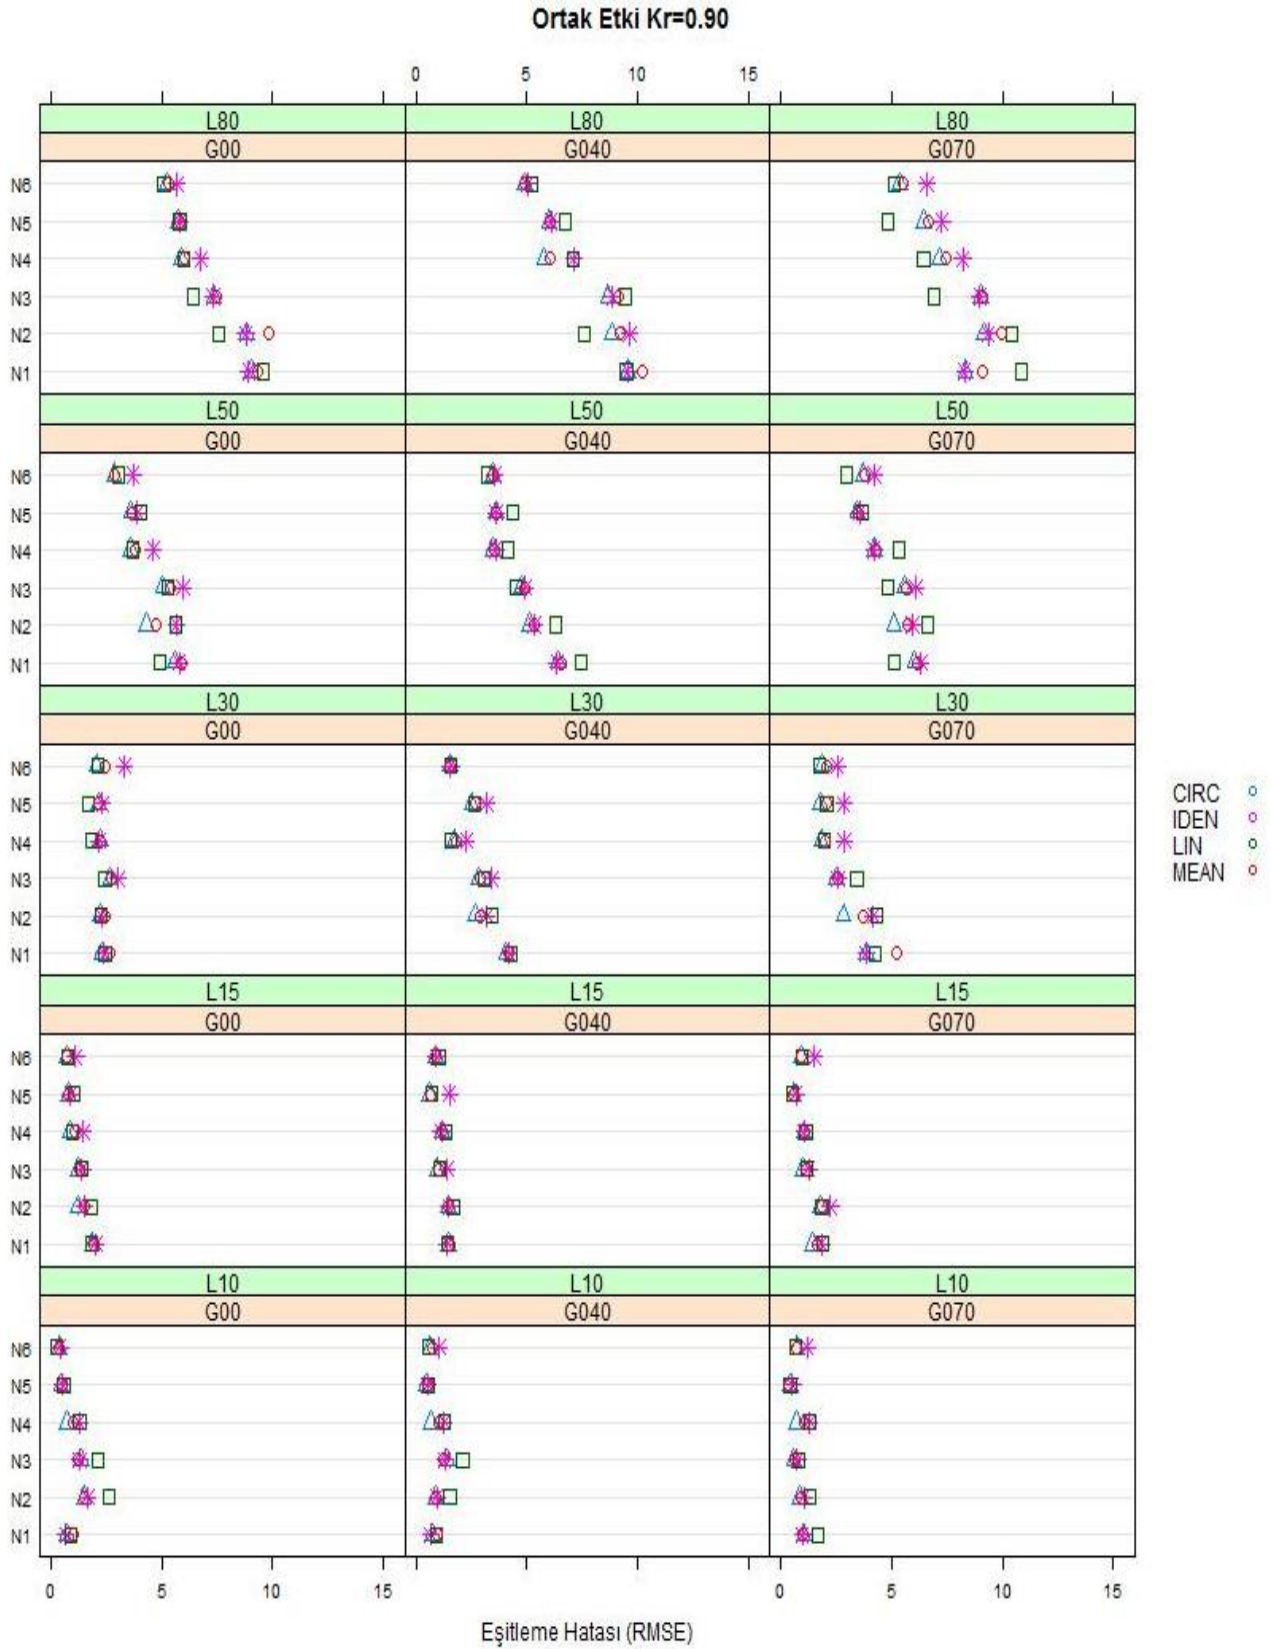 Ortak Etki Kr=0.90
0 5 10 15
L80 L80 L80
G00 G040 G070
N6
N5
N4
N3
N2
N1
L50 L50 L50
G00 G040 G070
N6
N5
N4
N3
N2
N1
L30 L30 L30
G00 G040 G070
N6
N5
N4
N3
N2
N1
CIRC
IDEN
LIN
MEAN
L15 L15 L15
G00 G040 G070
N6
N5
N4
N3
N2
N1
L10 L10 L10
G00 G040 G070
N6
N5
N4
N3
N2
N1
0 5 10 15 0 5 10 15
Eşitleme Hatası (RMSE)